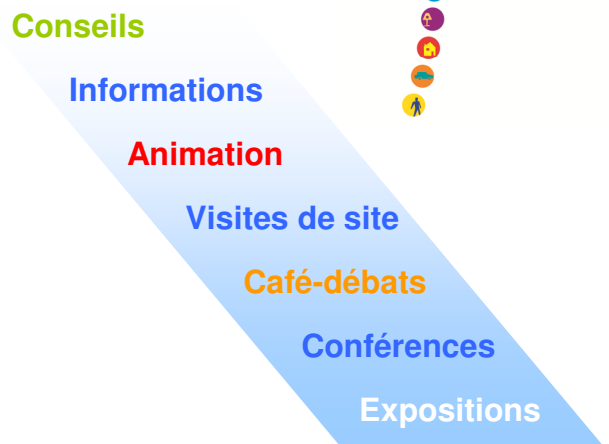 Conseils
Informations
Animation
Visites de site
Café-débats
Conférences
Expositions